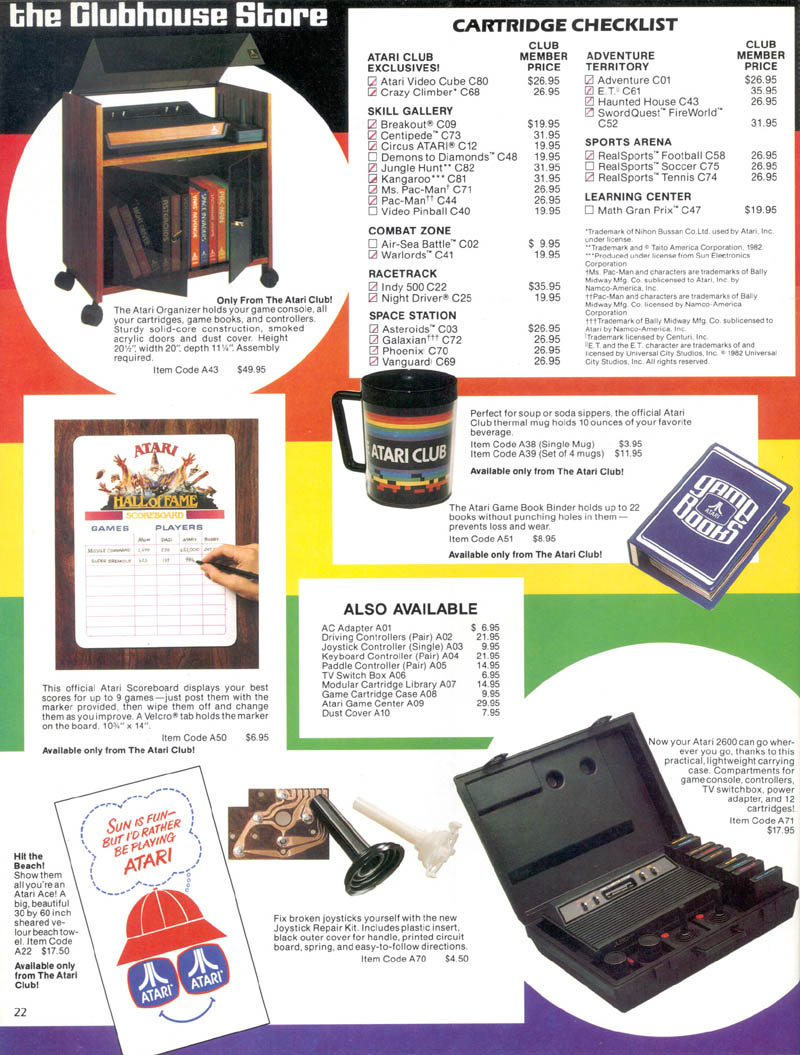 the Clubhouse Store
CARTRIDGE CHECKLIST
ATARI CLUB EXCLUSIVES! CLUB MEMBER PRICE
Atari Video Cube C80 $26.95
Crazy Climber* C68 26.95
SKILL GALLERY
Breakout® C09 $19.95
Centipede™ C73 31.95
Circus ATARI® C12 19.95
Demons to Diamonds™ C48 19.95
Jungle Hunt** C82 31.95
Kangaroo*** C81 31.95
Ms. Pac-Man† C71 26.95
Pac-Man†† C44 26.95
Video Pinball C40 19.95
COMBAT ZONE
Air-Sea Battle™ C02 $ 9.95
Warlords™ C41 19.95
RACETRACK
Indy 500 C22 $35.95
Night Driver® C25 19.95
SPACE STATION
Asteroids™ C03 $26.95
Galaxian††† C72 26.95
Phoenix C70 26.95
Vanguard C69 26.95
ADVENTURE TERRITORY CLUB MEMBER PRICE
Adventure C01 $26.95
E.T. C61 35.95
Haunted House C43 26.95
SwordQuest™ FireWorld™
C52 31.95
SPORTS ARENA
RealSports™ Football C58 26.95
RealSports™ Soccer C75 26.95
RealSports™ Tennis C74 26.95
LEARNING CENTER
Math Gran Prix™ C47 $19.95
*Trademark of Nihon Bussan Co. Ltd. used by Atari, Inc.
under license.
**Trademark and © Taito America Corporation, 1982.
***Produced under license from Sun Electronics
Corporation
†Ms. Pac-Man and characters are trademarks of Bally
Midway Mfg. Co. sublicensed to Atari, Inc. by
Namco-America, Inc.
††Pac-Man and characters are trademarks of Bally
Midway Mfg. Co. licensed by Namco-America
Corporation
†††Trademark of Bally Midway Mfg. Co. sublicensed to
Atari by Namco-America, Inc.
Trademark licensed by Centuri, Inc.
E.T. and the E.T. character are trademarks of and
licensed by Universal City Studios, Inc. © 1982 Universal
City Studios, Inc. All rights reserved.
ASTEROIDS
SPACE INVADERS
PAC-MAN
Only From The Atari Club!
The Atari Organizer holds your game console, all
your cartridges, game books, and controllers.
Sturdy solid-core construction, smoked
acrylic doors and dust cover. Height
20½", width 20", depth 11¼". Assembly
required.
Item Code A43 $49.95
ATARI CLUB
Perfect for soup or soda sippers, the official Atari
Club thermal mug holds 10 ounces of your favorite
beverage.
Item Code A38 (Single Mug) $3.95
Item Code A39 (Set of 4 mugs) $11.95
Available only from The Atari Club!
The Atari Game Book Binder holds up to 22
books without punching holes in them —
prevents loss and wear.
Item Code A51 $8.95
Available only from The Atari Club!
game
ATARI
BOOKS
ATARI
HALL of FAME
SCOREBOARD
GAMES PLAYERS
MOM DAD BOBBY
MISSILE COMMAND
SUPER BREAKOUT
This official Atari Scoreboard displays your best
scores for up to 9 games—just post them with the
marker provided, then wipe them off and change
them as you improve. A Velcro® tab holds the marker
on the board. 10¾" x 14".
Item Code A50 $6.95
Available only from The Atari Club!
ALSO AVAILABLE
AC Adapter A01 $ 6.95
Driving Controllers (Pair) A02 21.95
Joystick Controller (Single) A03 9.95
Keyboard Controller (Pair) A04 21.95
Paddle Controller (Pair) A05 14.95
TV Switch Box A06 6.95
Modular Cartridge Library A07 14.95
Game Cartridge Case A08 9.95
Atari Game Center A09 29.95
Dust Cover A10 7.95
Now your Atari 2600 can go wher-
ever you go, thanks to this
practical, lightweight carrying
case. Compartments for
game console, controllers,
TV switchbox, power
adapter, and 12
cartridges!
Item Code A71
$17.95
SUN IS FUN—
BUT I'D RATHER
BE PLAYING
ATARI
ATARI
ATARI
Hit the
Beach!
Show them
all you're an
Atari Ace! A
big, beautiful
30 by 60 inch
sheared ve-
lour beach tow-
el. Item Code
A22 $17.50
Available only
from The Atari
Club!
Fix broken joysticks yourself with the new
Joystick Repair Kit. Includes plastic insert,
black outer cover for handle, printed circuit
board, spring, and easy-to-follow directions.
Item Code A70 $4.50
22